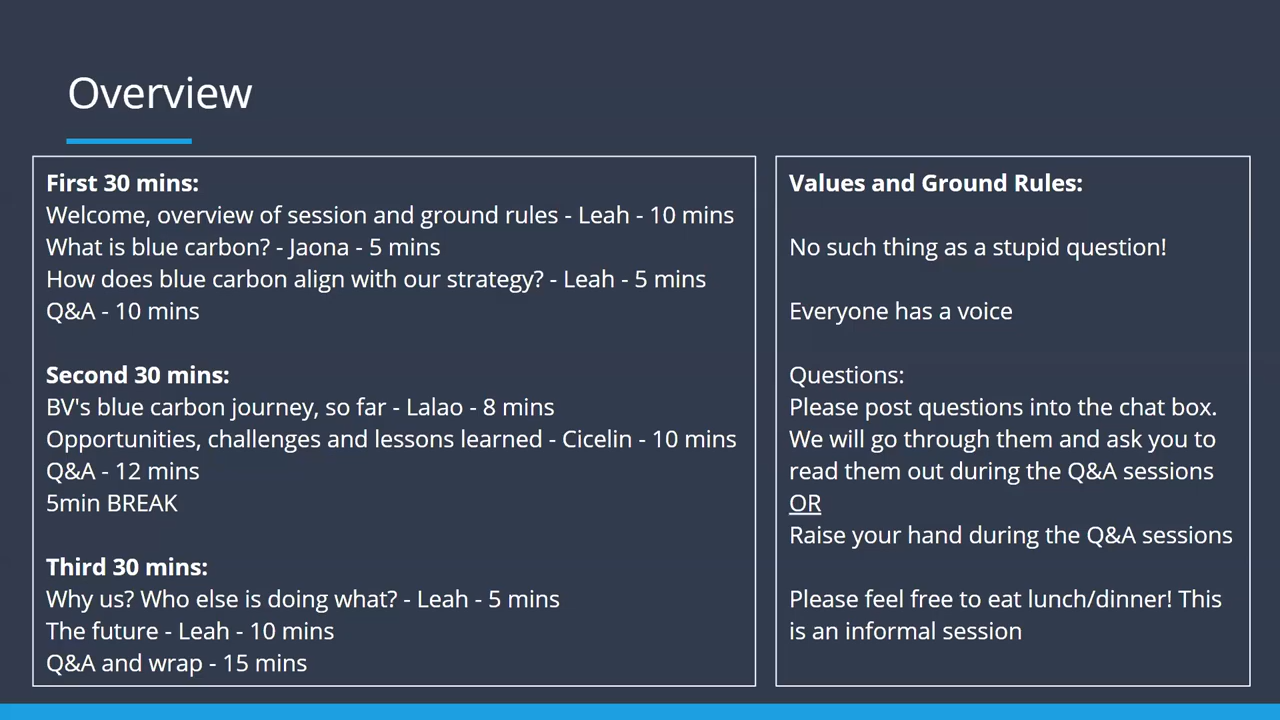 Overview
First 30 mins:
Welcome, overview of session and ground rules - Leah - 10 mins
What is blue carbon? - Jaona - 5 mins
How does blue carbon align with our strategy? - Leah - 5 mins
Q&A - 10 mins
Second 30 mins:
BV's blue carbon journey, so far - Lalao - 8 mins
Opportunities, challenges and lessons learned - Cicelin - 10 mins
Q&A - 12 mins
5min BREAK
Third 30 mins:
Why us? Who else is doing what? - Leah - 5 mins
The future - Leah - 10 mins
Q&A and wrap - 15 mins
Values and Ground Rules:
No such thing as a stupid question!
Everyone has a voice
Questions:
Please post questions into the chat box.
We will go through them and ask you to
read them out during the Q&A sessions
OR
Raise your hand during the Q&A sessions
Please feel free to eat lunch/dinner! This
is an informal session